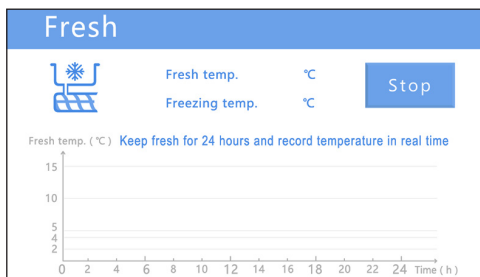 Fresh
Fresh temp. ℃
Stop
Freezing temp. ℃
Fresh temp. ( ℃ ) Keep fresh for 24 hours and record temperature in real time
15
10
5
4
2
0 2 4 6 8 10 12 14 16 18 20 22 24 Time ( h )